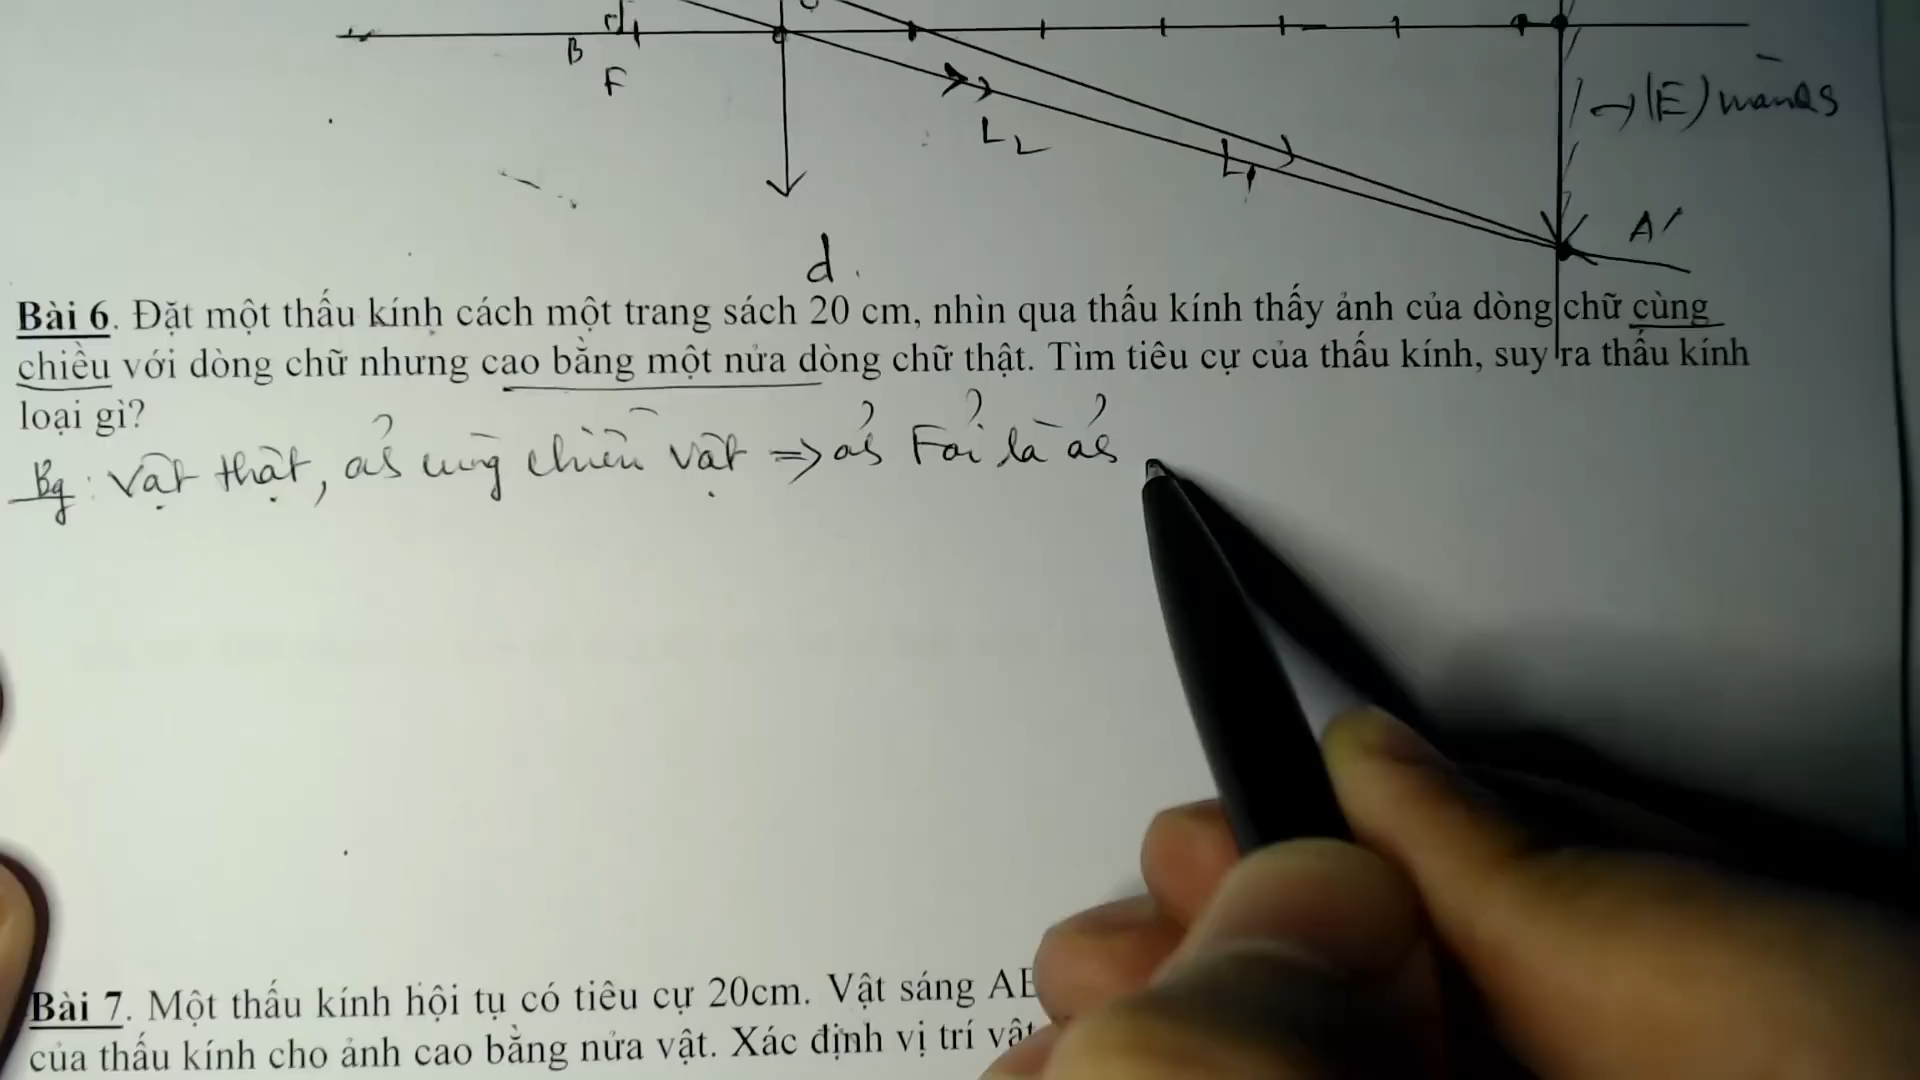 d
B
F
L2
L1
→(E) màn as
A'
d
Bài 6. Đặt một thấu kính cách một trang sách 20 cm, nhìn qua thấu kính thấy ảnh của dòng chữ cùng
chiều với dòng chữ nhưng cao bằng một nửa dòng chữ thật. Tìm tiêu cự của thấu kính, suy ra thấu kính
loại gì?
Bg: Vật thật, ảs cùng chiều vật => ảs Fải là ảs
Bài 7. Một thấu kính hội tụ có tiêu cự 20cm. Vật sáng
của thấu kính cho ảnh cao bằng nửa vật. Xác định vị trí vật